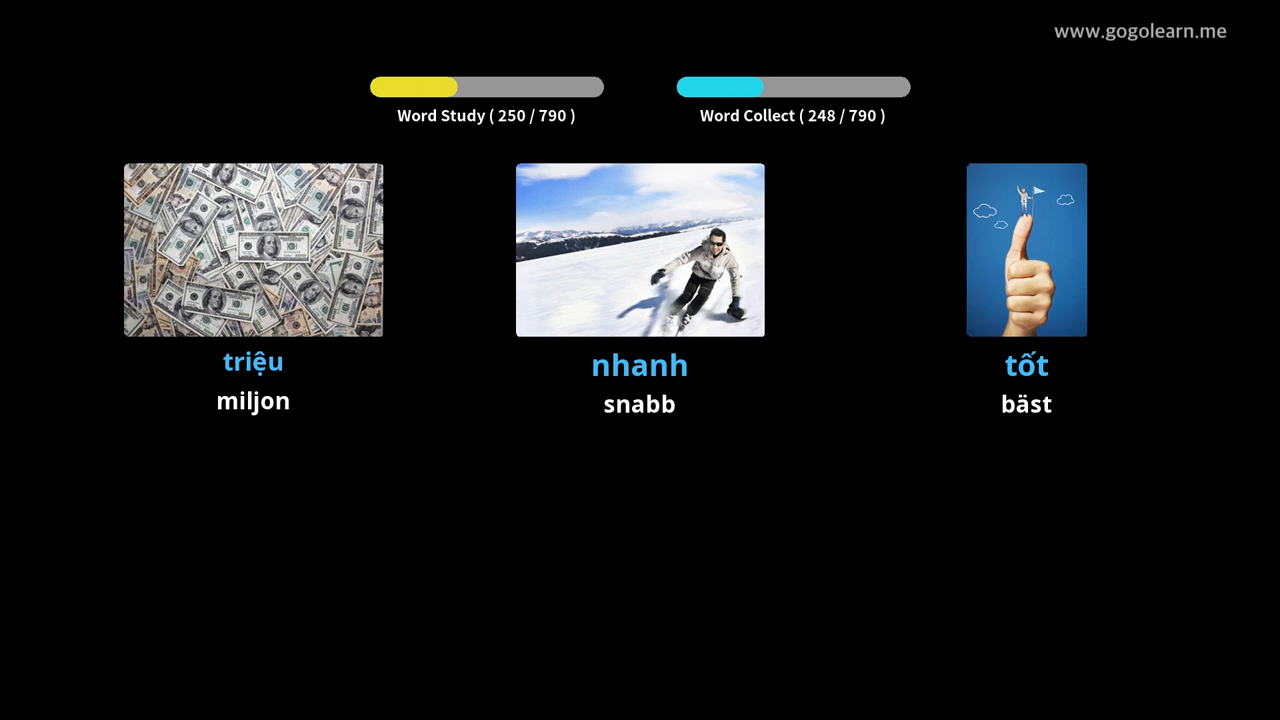 www.gogolearn.me
Word Study ( 250 / 790 )
Word Collect ( 248 / 790 )
triệu
miljon
nhanh
snabb
tốt
bäst